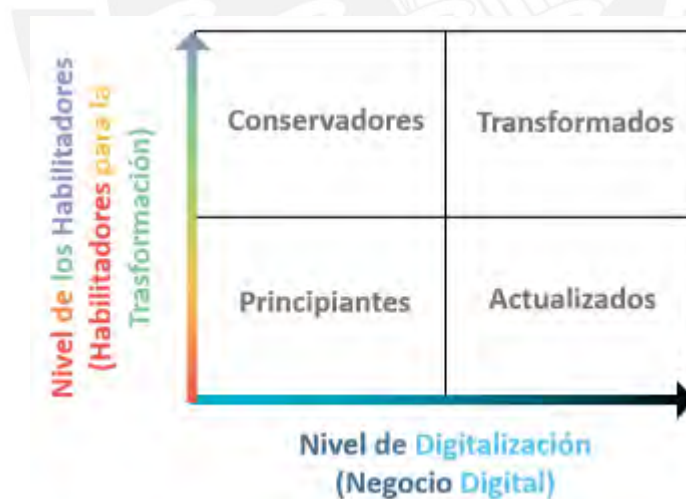 Nivel de los Habilitadores
(Habilitadores para la
Trasformación)
Conservadores
Transformados
Principiantes
Actualizados
Nivel de Digitalización
(Negocio Digital)